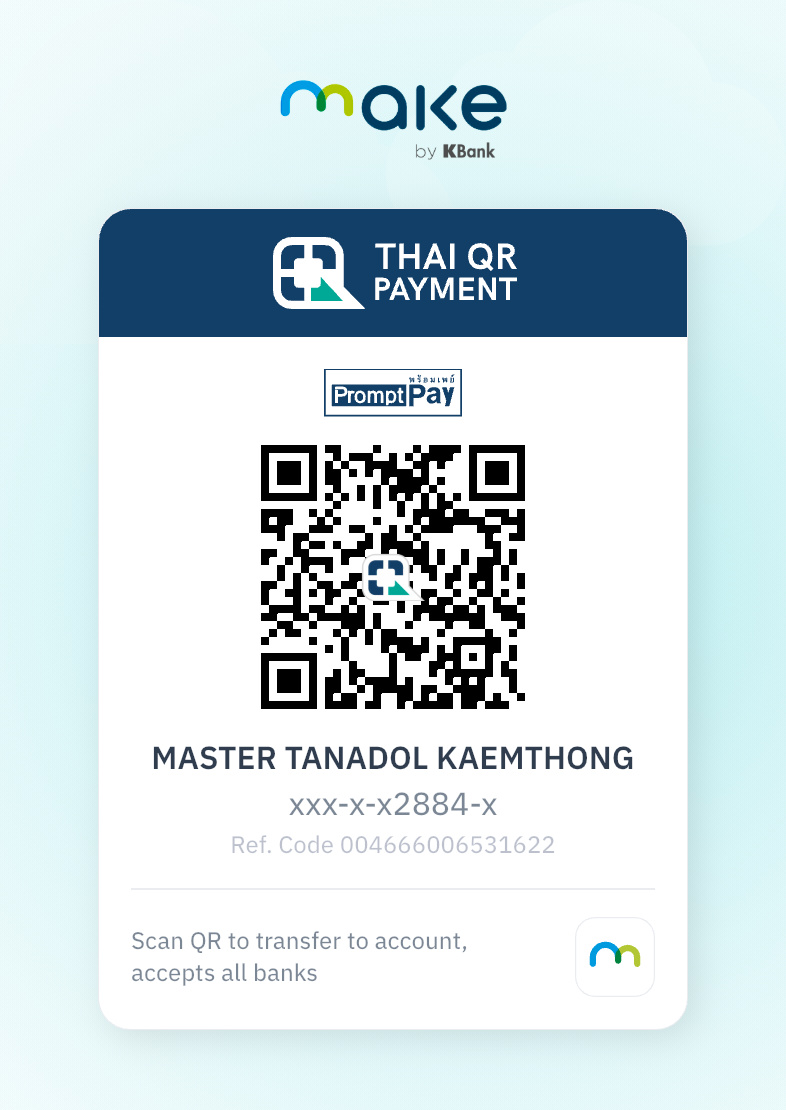 make
by KBank
THAI QR
PAYMENT
พร้อมเพย์
PromptPay
MASTER TANADOL KAEMTHONG
xxx-x-x2884-x
Ref. Code 004666006531622
Scan QR to transfer to account,
accepts all banks